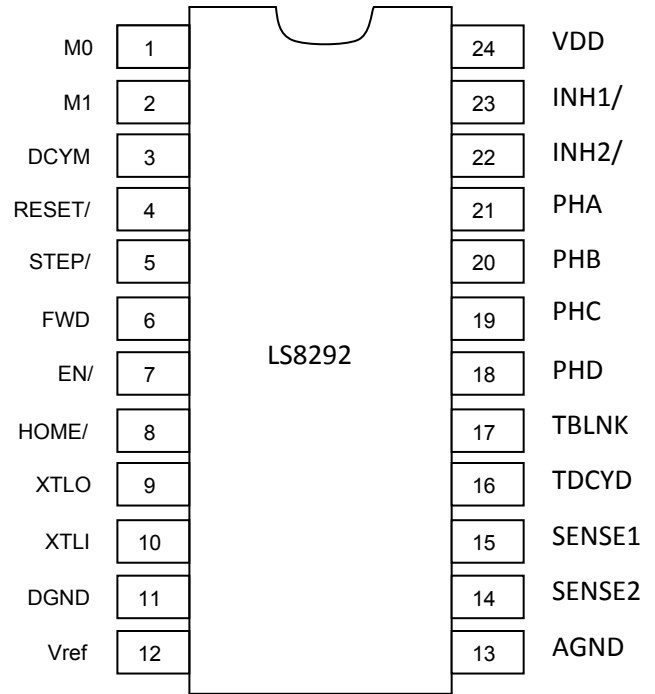 M0 1 24 VDD
M1 2 23 INH1/
DCYM 3 22 INH2/
RESET/ 4 21 PHA
STEP/ 5 20 PHB
FWD 6 19 PHC
LS8292
EN/ 7 18 PHD
HOME/ 8 17 TBLNK
XTLO 9 16 TDCYD
XTLI 10 15 SENSE1
DGND 11 14 SENSE2
Vref 12 13 AGND